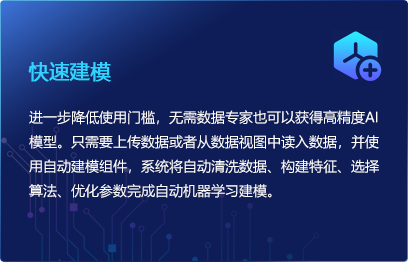 快速建模
进一步降低使用门槛，无需数据专家也可以获得高精度AI
模型。只需要上传数据或者从数据视图中读入数据，并使
用自动建模组件，系统将自动清洗数据、构建特征、选择
算法、优化参数完成自动机器学习建模。